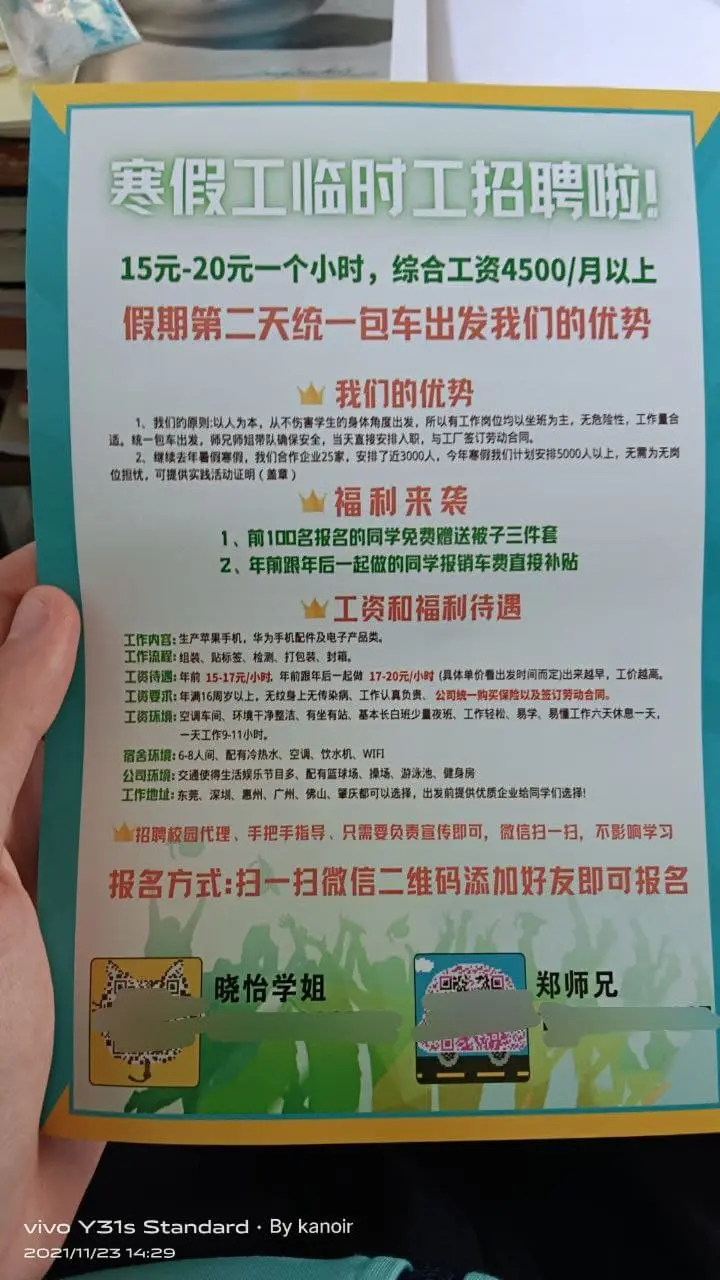 寒假工临时工招聘啦!
15元-20元一个小时，综合工资4500/月以上
假期第二天统一包车出发我们的优势
我们的优势
1、我们的原则:以人为本，从不伤害学生的身体角度出发，所以有工作岗位均以坐班为主，无危险性，工作量合
适。统一包车出发，师兄师姐带队确保安全，当天直接安排入职，与工厂签订劳动合同。
2、继续去年暑假寒假，我们合作企业25家，安排了近3000人，今年寒假我们计划安排5000人以上，无需为无岗
位担忧，可提供实践活动证明（盖章）
福利来袭
1、前100名报名的同学免费赠送被子三件套
2、年前跟年后一起做的同学报销车费直接补贴
工资和福利待遇
工作内容:生产苹果手机，华为手机配件及电子产品类。
工作流程:组装、贴标签、检测、打包装、封箱。
工资待遇:年前 15-17元/小时，年前跟年后一起做 17-20元/小时 (具体单价看出发时间而定)出来越早，工价越高。
工资要求:年满16周岁以上，无纹身上无传染病、工作认真负责、公司统一购买保险以及签订劳动合同。
工资环境:空调车间、环境干净整洁、有坐有站、基本长白班少量夜班、工作轻松、易学、易懂工作六天休息一天，
一天工作9-11小时。
宿舍环境:6-8人间、配有冷热水、空调、饮水机、WIFI
公司环境:交通使得生活娱乐节目多、配有篮球场、操场、游泳池、健身房
工作地址:东莞、深圳、惠州、广州、佛山、肇庆都可以选择，出发前提供优质企业给同学们选择!
招聘校园代理、手把手指导、只需要负责宣传即可，微信扫一扫，不影响学习
报名方式:扫一扫微信二维码添加好友即可报名
晓怡学姐
郑师兄
vivo Y31s Standard · By kanoir
2021/11/23 14:29